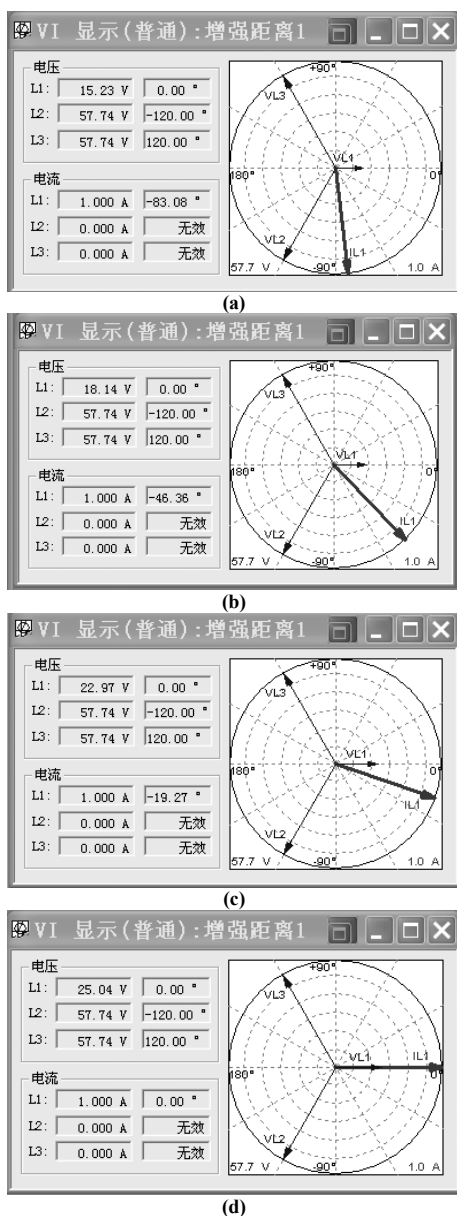 VI 显示(普通):增强距离1
电压
L1: 15.23 V 0.00 °
L2: 57.74 V -120.00 °
L3: 57.74 V 120.00 °
电流
L1: 1.000 A -83.08 °
L2: 0.000 A 无效
L3: 0.000 A 无效
+90°
VL3
VL1
180°
0°
VL2
IL1
57.7 V
-90°
1.0 A
(a)
VI 显示(普通):增强距离1
电压
L1: 18.14 V 0.00 °
L2: 57.74 V -120.00 °
L3: 57.74 V 120.00 °
电流
L1: 1.000 A -46.36 °
L2: 0.000 A 无效
L3: 0.000 A 无效
+90°
VL3
VL1
180°
0°
VL2
IL1
57.7 V
-90°
1.0 A
(b)
VI 显示(普通):增强距离1
电压
L1: 22.97 V 0.00 °
L2: 57.74 V -120.00 °
L3: 57.74 V 120.00 °
电流
L1: 1.000 A -19.27 °
L2: 0.000 A 无效
L3: 0.000 A 无效
+90°
VL3
VL1
180°
0°
IL1
VL2
57.7 V
-90°
1.0 A
(c)
VI 显示(普通):增强距离1
电压
L1: 25.04 V 0.00 °
L2: 57.74 V -120.00 °
L3: 57.74 V 120.00 °
电流
L1: 1.000 A 0.00 °
L2: 0.000 A 无效
L3: 0.000 A 无效
+90°
VL3
VL1
IL1
180°
0°
VL2
57.7 V
-90°
1.0 A
(d)